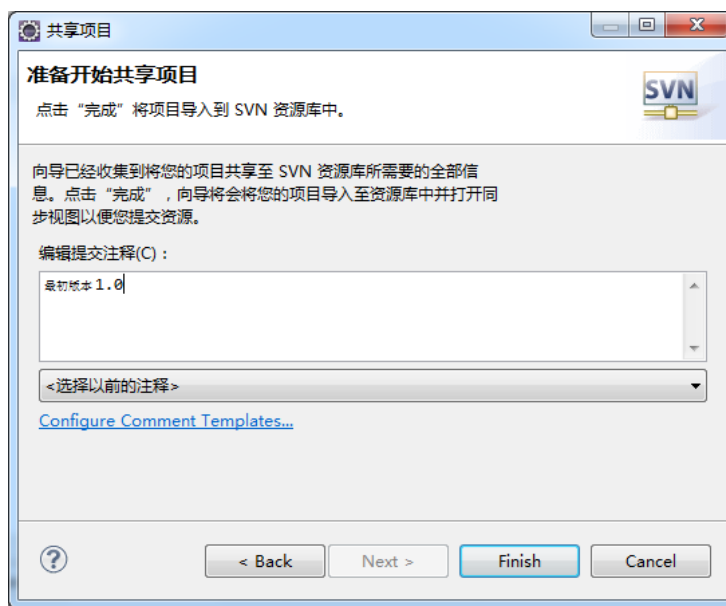 共享项目
准备开始共享项目
点击“完成”将项目导入到 SVN 资源库中。
SVN
向导已经收集到将您的项目共享至 SVN 资源库所需要的全部信
息。点击“完成”，向导将会将您的项目导入至资源库中并打开同
步视图以便您提交资源。
编辑提交注释(C)：
最初版本1.0
<选择以前的注释>
Configure Comment Templates...
?
< Back
Next >
Finish
Cancel